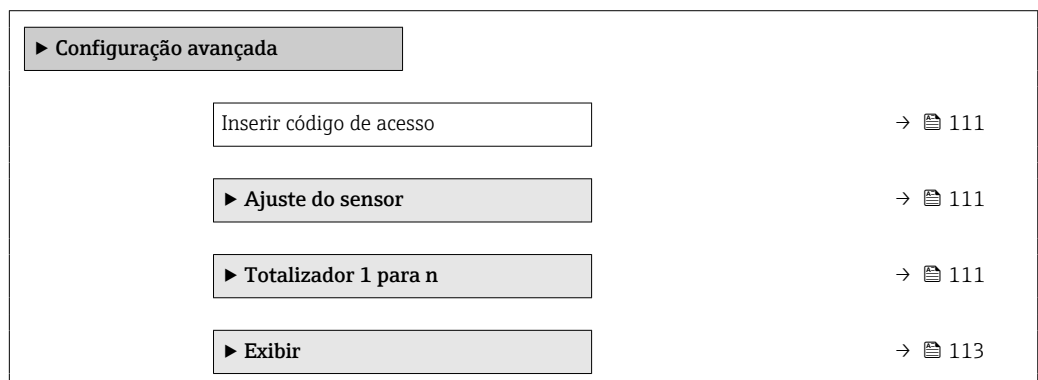 ► Configuração avançada
Inserir código de acesso → 111
► Ajuste do sensor → 111
► Totalizador 1 para n → 111
► Exibir → 113